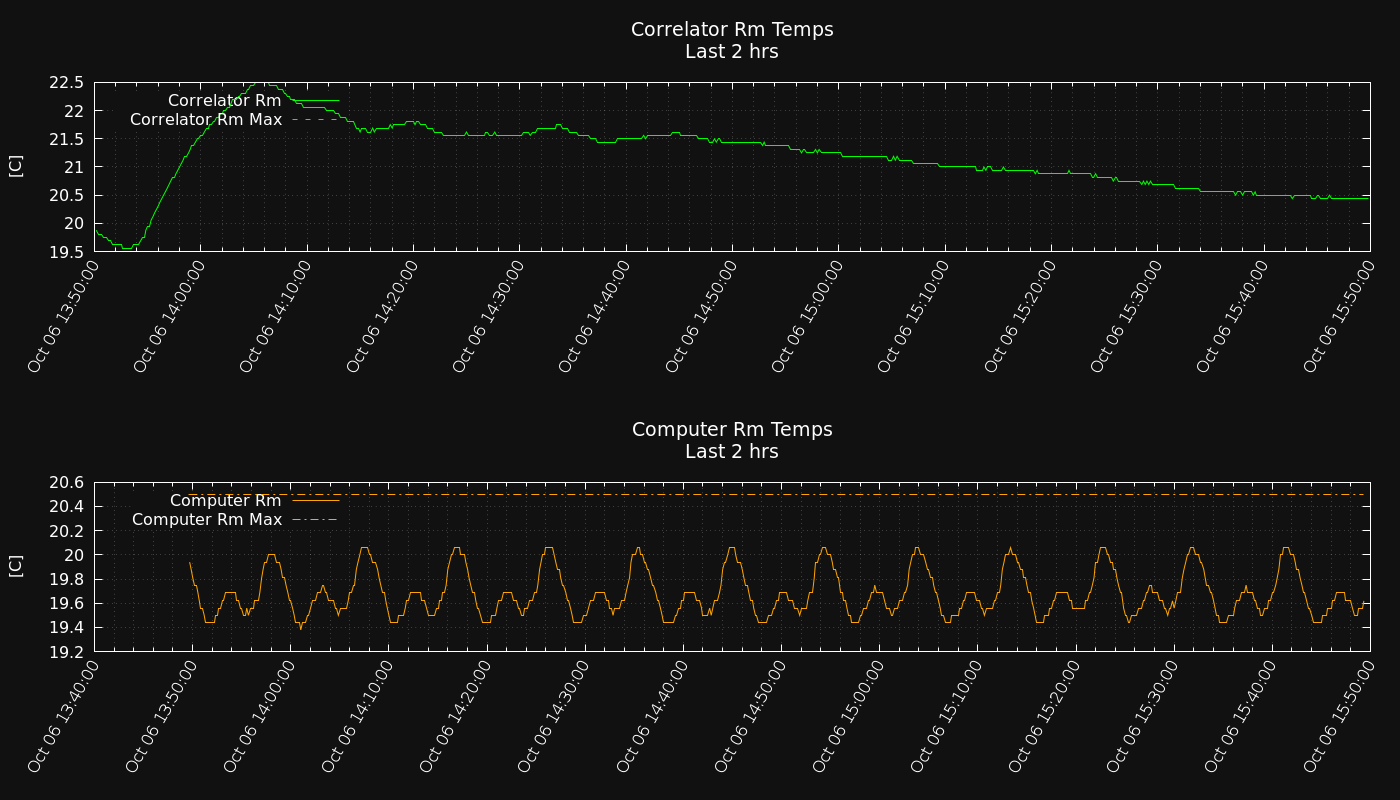 Correlator Rm Temps
Last 2 hrs
22.5
22
21.5
21
20.5
20
19.5
[C]
Correlator Rm
Correlator Rm Max
Oct 06 13:50:00
Oct 06 14:00:00
Oct 06 14:10:00
Oct 06 14:20:00
Oct 06 14:30:00
Oct 06 14:40:00
Oct 06 14:50:00
Oct 06 15:00:00
Oct 06 15:10:00
Oct 06 15:20:00
Oct 06 15:30:00
Oct 06 15:40:00
Oct 06 15:50:00
Computer Rm Temps
Last 2 hrs
20.6
20.4
20.2
20
19.8
19.6
19.4
19.2
[C]
Computer Rm
Computer Rm Max
Oct 06 13:40:00
Oct 06 13:50:00
Oct 06 14:00:00
Oct 06 14:10:00
Oct 06 14:20:00
Oct 06 14:30:00
Oct 06 14:40:00
Oct 06 14:50:00
Oct 06 15:00:00
Oct 06 15:10:00
Oct 06 15:20:00
Oct 06 15:30:00
Oct 06 15:40:00
Oct 06 15:50:00